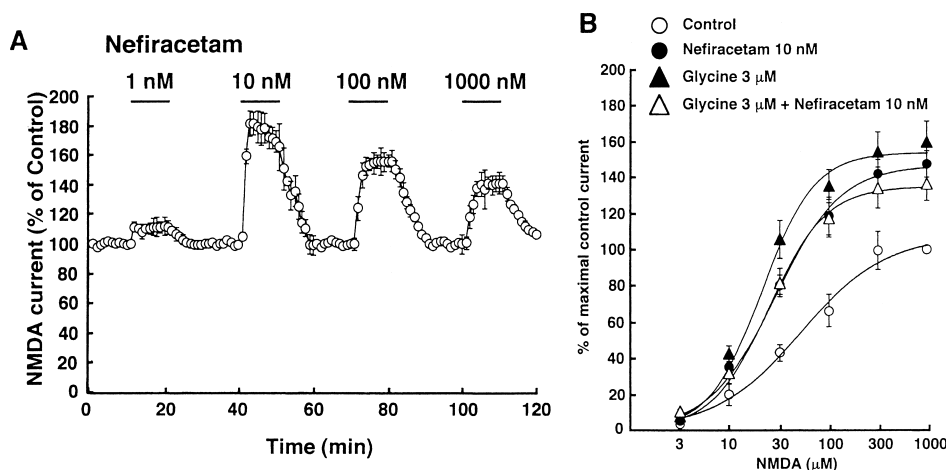 A
Nefiracetam
1 nM 10 nM 100 nM 1000 nM
NMDA current (% of Control)
200
180
160
140
120
100
80
60
40
20
0
0 20 40 60 80 100 120
Time (min)
B
Control
Nefiracetam 10 nM
Glycine 3 μM
Glycine 3 μM + Nefiracetam 10 nM
% of maximal control current
200
180
160
140
120
100
80
60
40
20
0
3 10 30 100 300 1000
NMDA (μM)